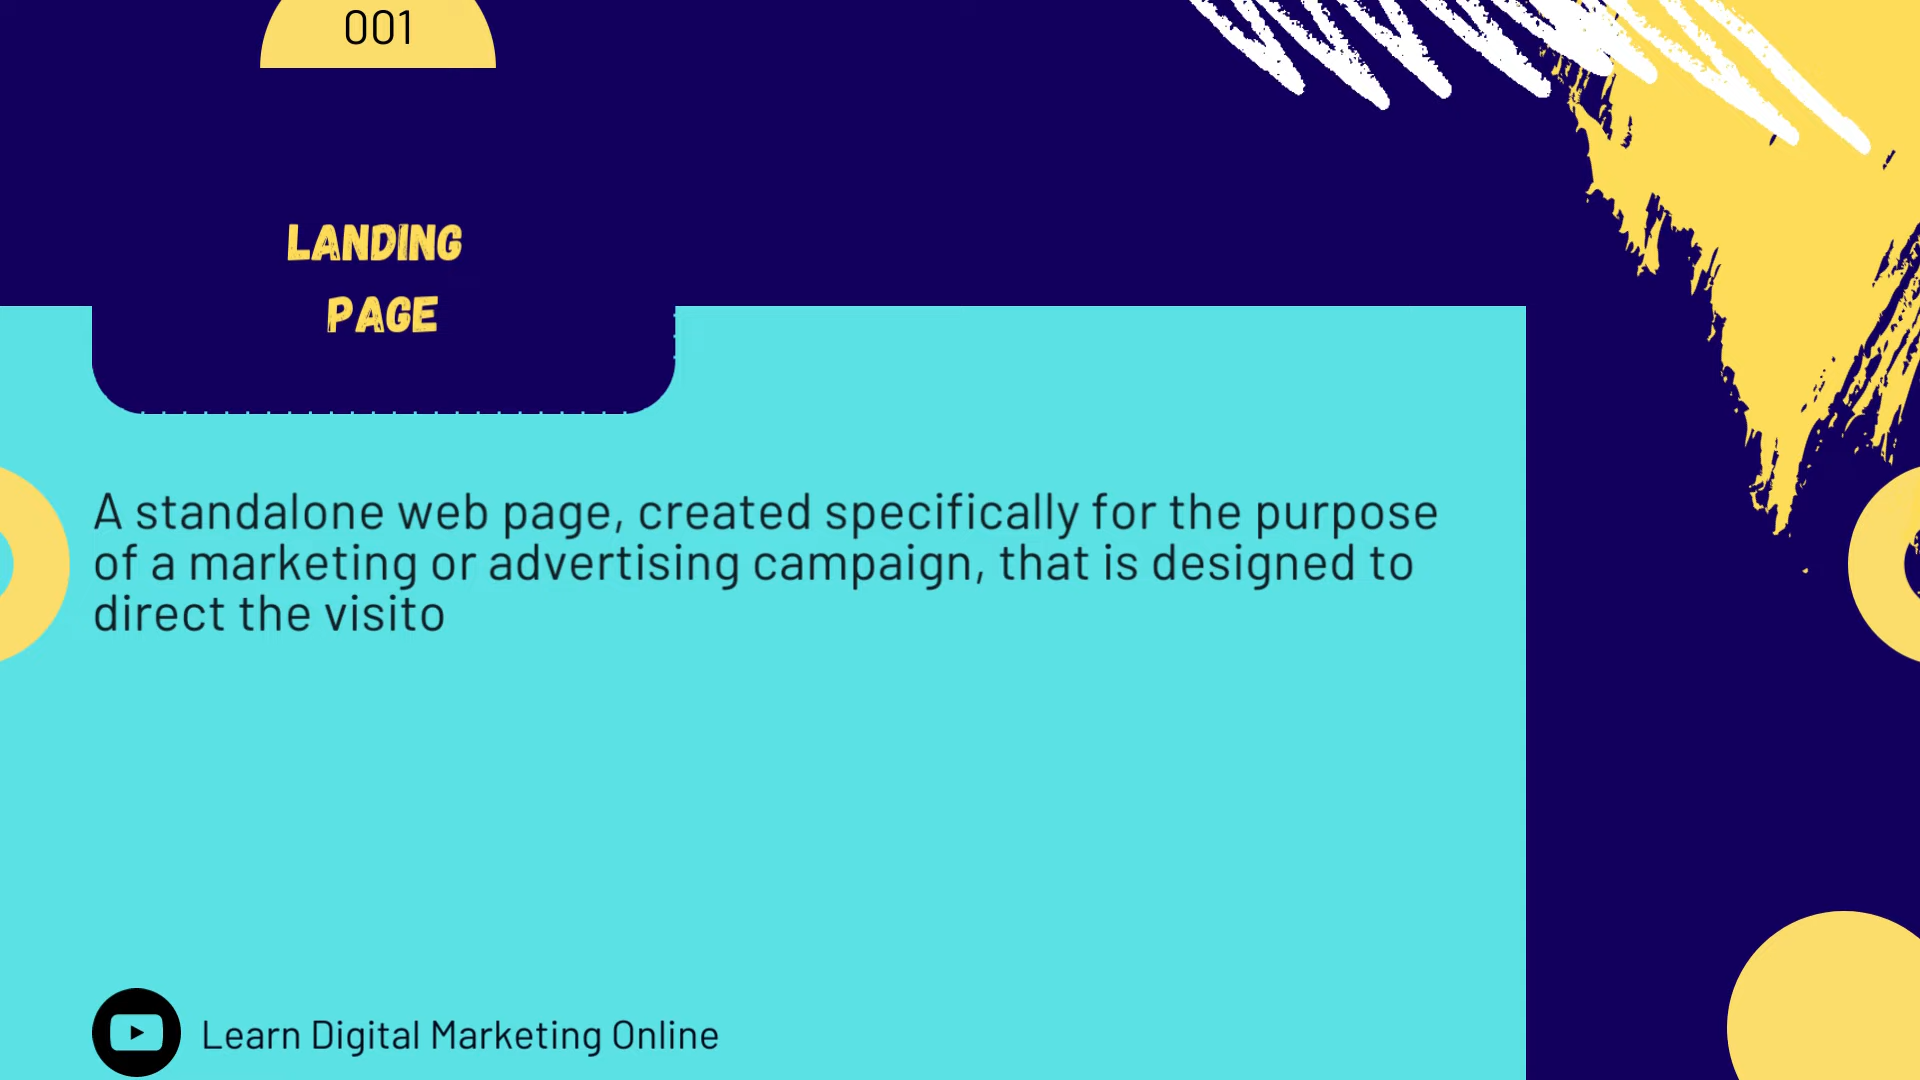 001
LANDING
PAGE
A standalone web page, created specifically for the purpose
of a marketing or advertising campaign, that is designed to
direct the visito
Learn Digital Marketing Online